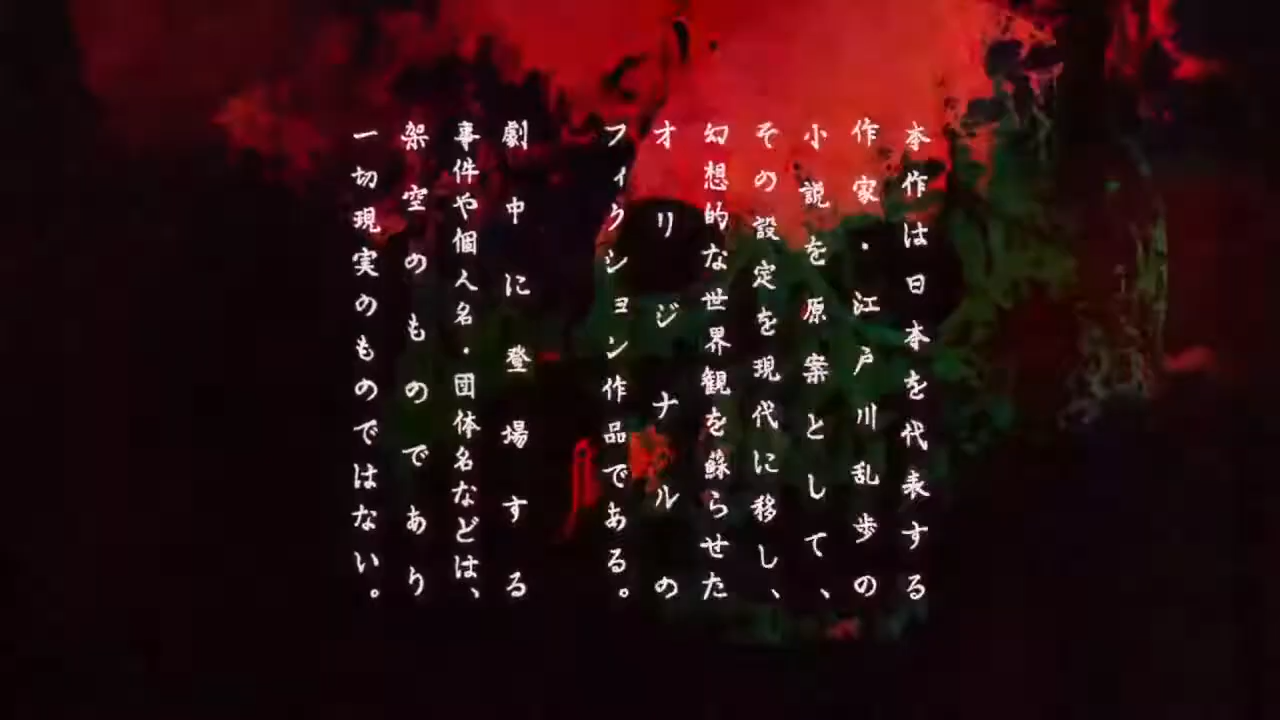 本作は日本を代表する
作家・江戸川乱歩の
小説を原案として、
その設定を現代に移し、
幻想的な世界観を蘇らせた
オリジナルの
フィクション作品である。
劇中に登場する
事件や個人名・団体名などは、
架空のものであり
一切現実のものではない。